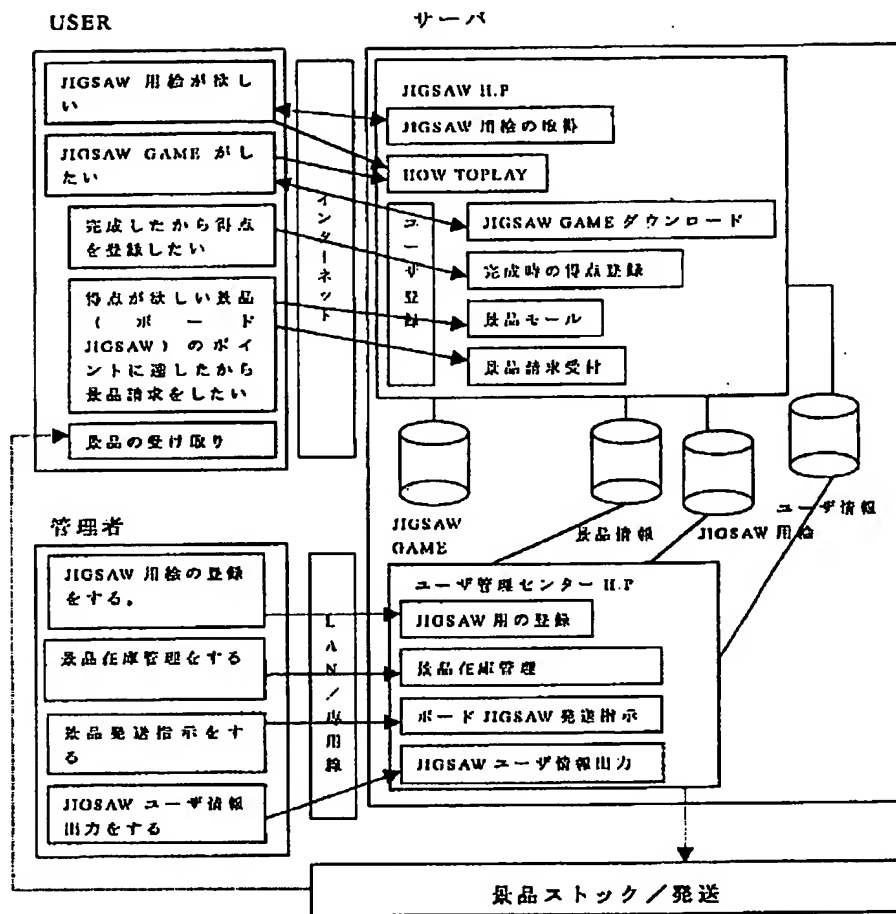 USER
サーバ
JIGSAW 用絵が欲し
い
JIGSAW GAME がし
たい
完成したから得点
を登録したい
得点が欲しい景品
（ボード
JIGSAW）のポイ
ントに達したから
景品請求をしたい
景品の受け取り
インターネット
JIGSAW H.P
JIGSAW 用絵の取得
HOW TOPLAY
ユーザ登録
JIGSAW GAME ダウンロード
完成時の得点登録
景品モール
景品請求受付
JIGSAW
GAME
景品情報
JIGSAW 用絵
ユーザ情報
管理者
JIGSAW 用絵の登録
をする。
景品在庫管理をする
景品発送指示をす
る
JIGSAW ユーザ情報
出力をする
LAN／専用線
ユーザ管理センター H.P
JIGSAW 用の登録
景品在庫管理
ボード JIGSAW 発送指示
JIGSAW ユーザ情報出力
景品ストック／発送